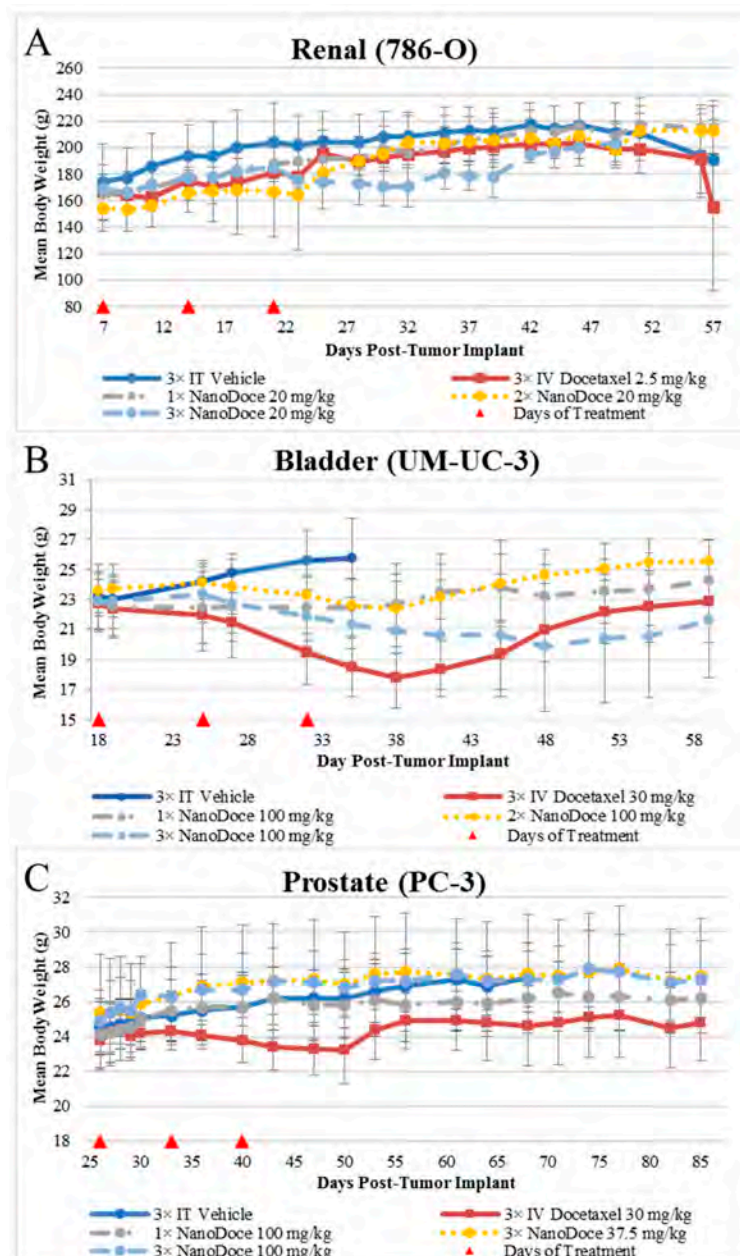 A
Renal (786-O)
Mean Body Weight (g)
260
240
220
200
180
160
140
120
100
80
7 12 17 22 27 32 37 42 47 52 57
Days Post-Tumor Implant
3× IT Vehicle 3× IV Docetaxel 2.5 mg/kg
1× NanoDoce 20 mg/kg 2× NanoDoce 20 mg/kg
3× NanoDoce 20 mg/kg Days of Treatment
B
Bladder (UM-UC-3)
Mean Body Weight (g)
31
29
27
25
23
21
19
17
15
18 23 28 33 38 43 48 53 58
Day Post-Tumor Implant
3× IT Vehicle 3× IV Docetaxel 30 mg/kg
1× NanoDoce 100 mg/kg 2× NanoDoce 100 mg/kg
3× NanoDoce 100 mg/kg Days of Treatment
C
Prostate (PC-3)
Mean Body Weight (g)
32
30
28
26
24
22
20
18
25 30 35 40 45 50 55 60 65 70 75 80 85
Days Post-Tumor Implant
3× IT Vehicle 3× IV Docetaxel 30 mg/kg
1× NanoDoce 100 mg/kg 3× NanoDoce 37.5 mg/kg
3× NanoDoce 100 mg/kg Days of Treatment